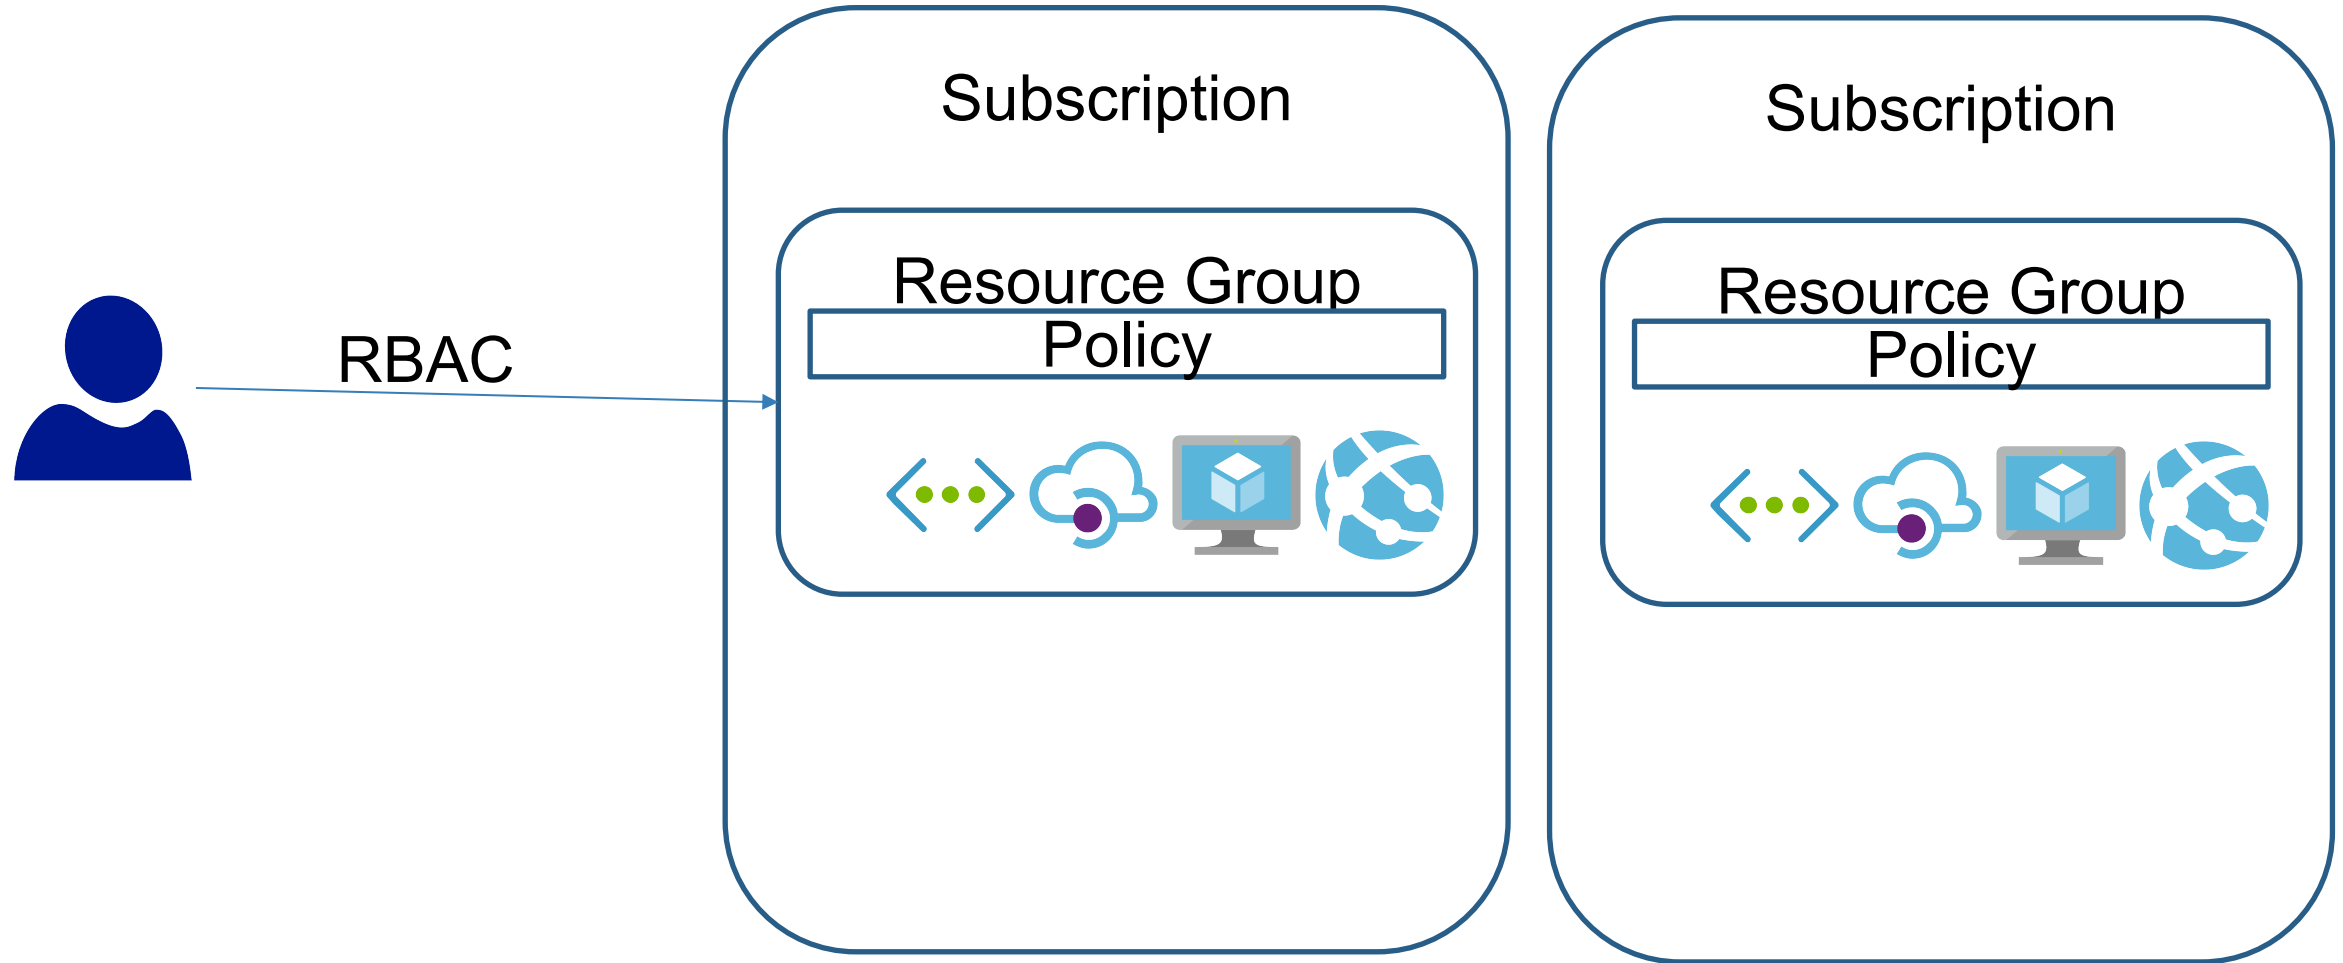 RBAC
Subscription
Resource Group
Policy
Subscription
Resource Group
Policy